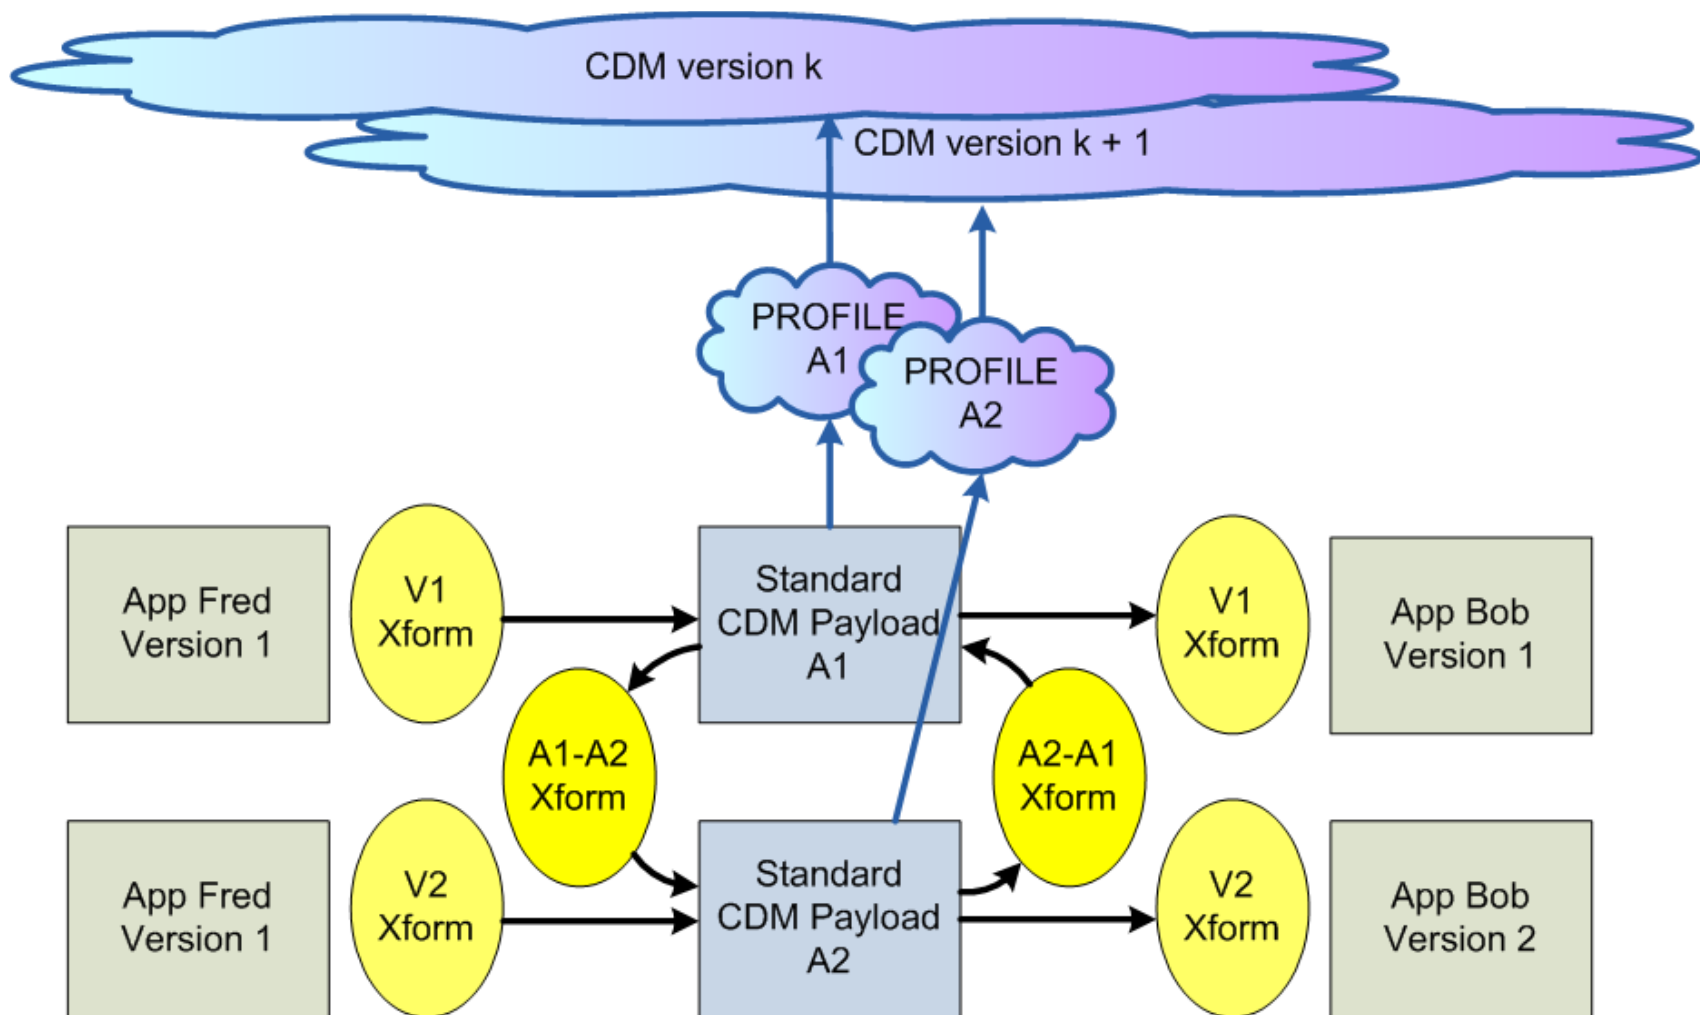 CDM version k
CDM version k + 1
PROFILE
A1
PROFILE
A2
App Fred
Version 1
V1
Xform
Standard
CDM Payload
A1
V1
Xform
App Bob
Version 1
A1-A2
Xform
A2-A1
Xform
App Fred
Version 1
V2
Xform
Standard
CDM Payload
A2
V2
Xform
App Bob
Version 2